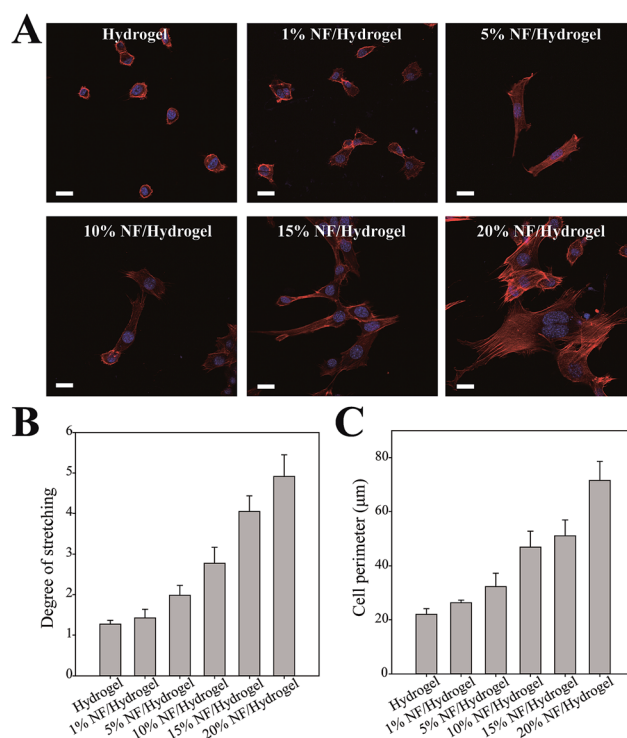 A
Hydrogel
1% NF/Hydrogel
5% NF/Hydrogel
10% NF/Hydrogel
15% NF/Hydrogel
20% NF/Hydrogel
B
6
5
4
3
2
1
0
Degree of stretching
Hydrogel
1% NF/Hydrogel
5% NF/Hydrogel
10% NF/Hydrogel
15% NF/Hydrogel
20% NF/Hydrogel
C
80
60
40
20
0
Cell perimeter (μm)
Hydrogel
1% NF/Hydrogel
5% NF/Hydrogel
10% NF/Hydrogel
15% NF/Hydrogel
20% NF/Hydrogel